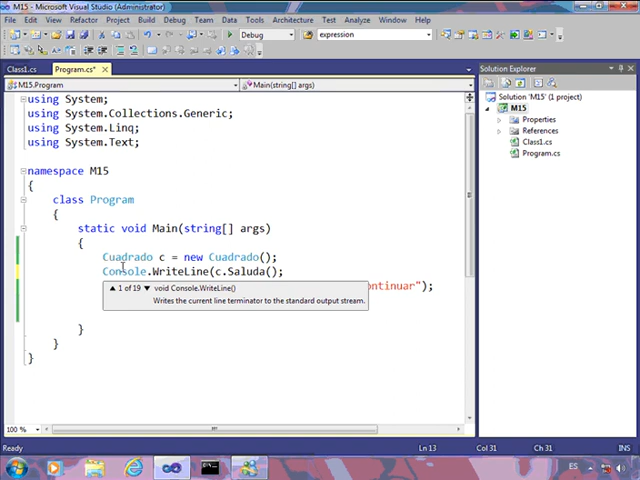 M15 - Microsoft Visual Studio (Administrator)
File Edit View Refactor Project Build Debug Team Data Tools Architecture Test Analyze Window Help
Debug expression
Class1.cs Program.cs*
M15.Program Main(string[] args)
using System;
using System.Collections.Generic;
using System.Linq;
using System.Text;
namespace M15
{
class Program
{
static void Main(string[] args)
{
Cuadrado c = new Cuadrado();
Console.WriteLine(c.Saluda();
ontinuar");
1 of 19 void Console.WriteLine()
Writes the current line terminator to the standard output stream.
}
}
}
100 %
Ready Ln 13 Col 31 Ch 31 INS
Solution Explorer
Solution 'M15' (1 project)
M15
Properties
References
Class1.cs
Program.cs
ES